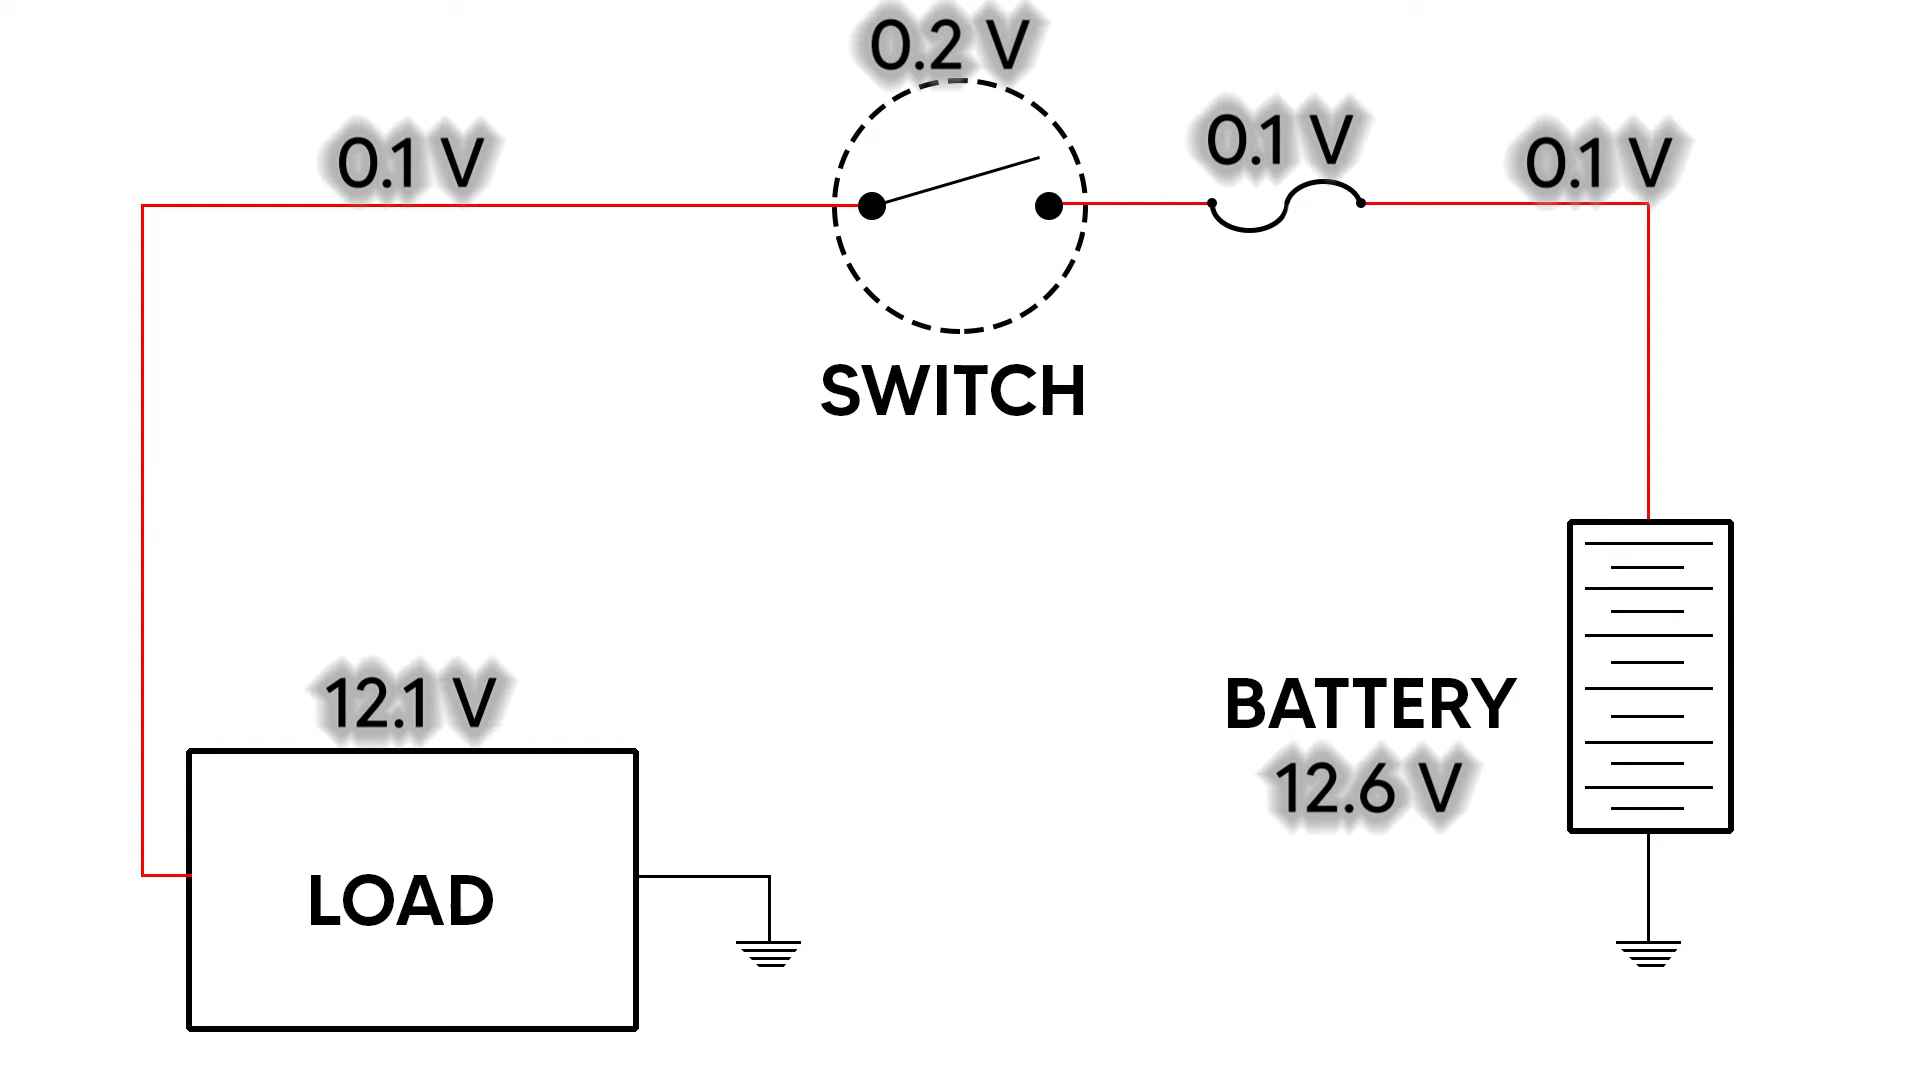 0.2 V
0.1 V
0.1 V
0.1 V
SWITCH
12.1 V
BATTERY
12.6 V
LOAD